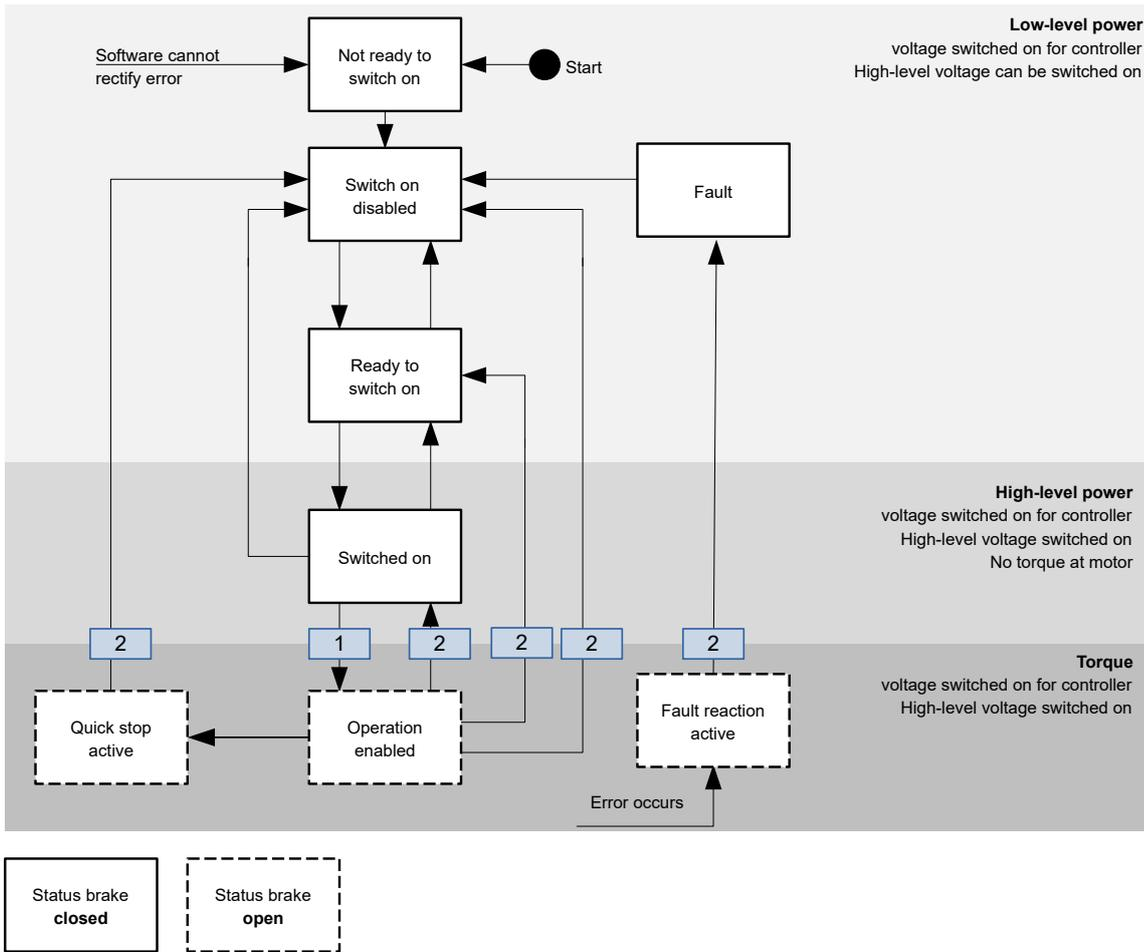 Low-level power
voltage switched on for controller
High-level voltage can be switched on
Software cannot
rectify error
Not ready to
switch on
Start
Switch on
disabled
Fault
Ready to
switch on
High-level power
voltage switched on for controller
High-level voltage switched on
No torque at motor
Switched on
2
1
2
2
2
2
Torque
voltage switched on for controller
High-level voltage switched on
Quick stop
active
Operation
enabled
Fault reaction
active
Error occurs
Status brake
closed
Status brake
open